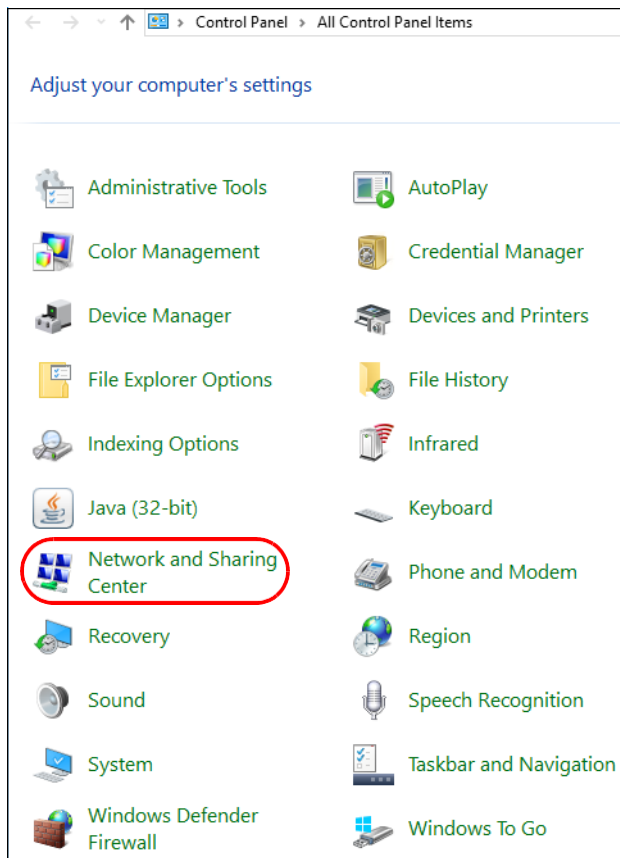 Control Panel > All Control Panel Items
Adjust your computer's settings
Administrative Tools
AutoPlay
Color Management
Credential Manager
Device Manager
Devices and Printers
File Explorer Options
File History
Indexing Options
Infrared
Java (32-bit)
Keyboard
Network and Sharing
Center
Phone and Modem
Recovery
Region
Sound
Speech Recognition
System
Taskbar and Navigation
Windows Defender
Firewall
Windows To Go